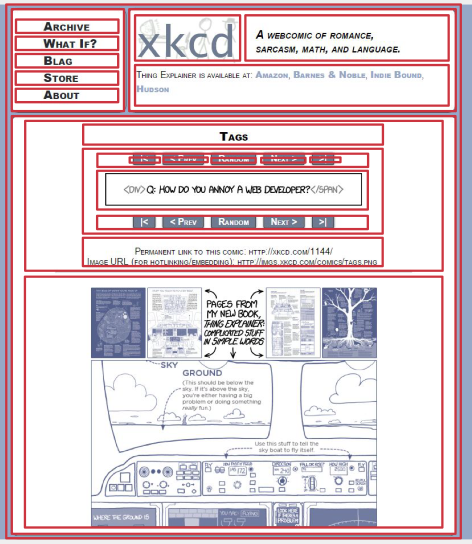 Archive
What If?
Blag
Store
About
xkcd
A webcomic of romance,
sarcasm, math, and language.
Thing Explainer is available at: Amazon, Barnes & Noble, Indie Bound,
Hudson
Tags
|< < Prev Random Next > >|
<DIV>Q: HOW DO YOU ANNOY A WEB DEVELOPER?</SPAN>
|< < Prev Random Next > >|
Permanent link to this comic: http://xkcd.com/1144/
Image URL (for hotlinking/embedding): http://imgs.xkcd.com/comics/tags.png
PAGES FROM
MY NEW BOOK,
THING EXPLAINER:
COMPLICATED STUFF
IN SIMPLE WORDS
SKY
GROUND
(This should be below the
sky. If it's above the sky,
you're either having a big
problem or doing something
really fun.)
Use this stuff to tell the
sky boat to fly itself.
WHERE THE GROUND IS
LOOK HERE
IF THERE'S A
PROBLEM